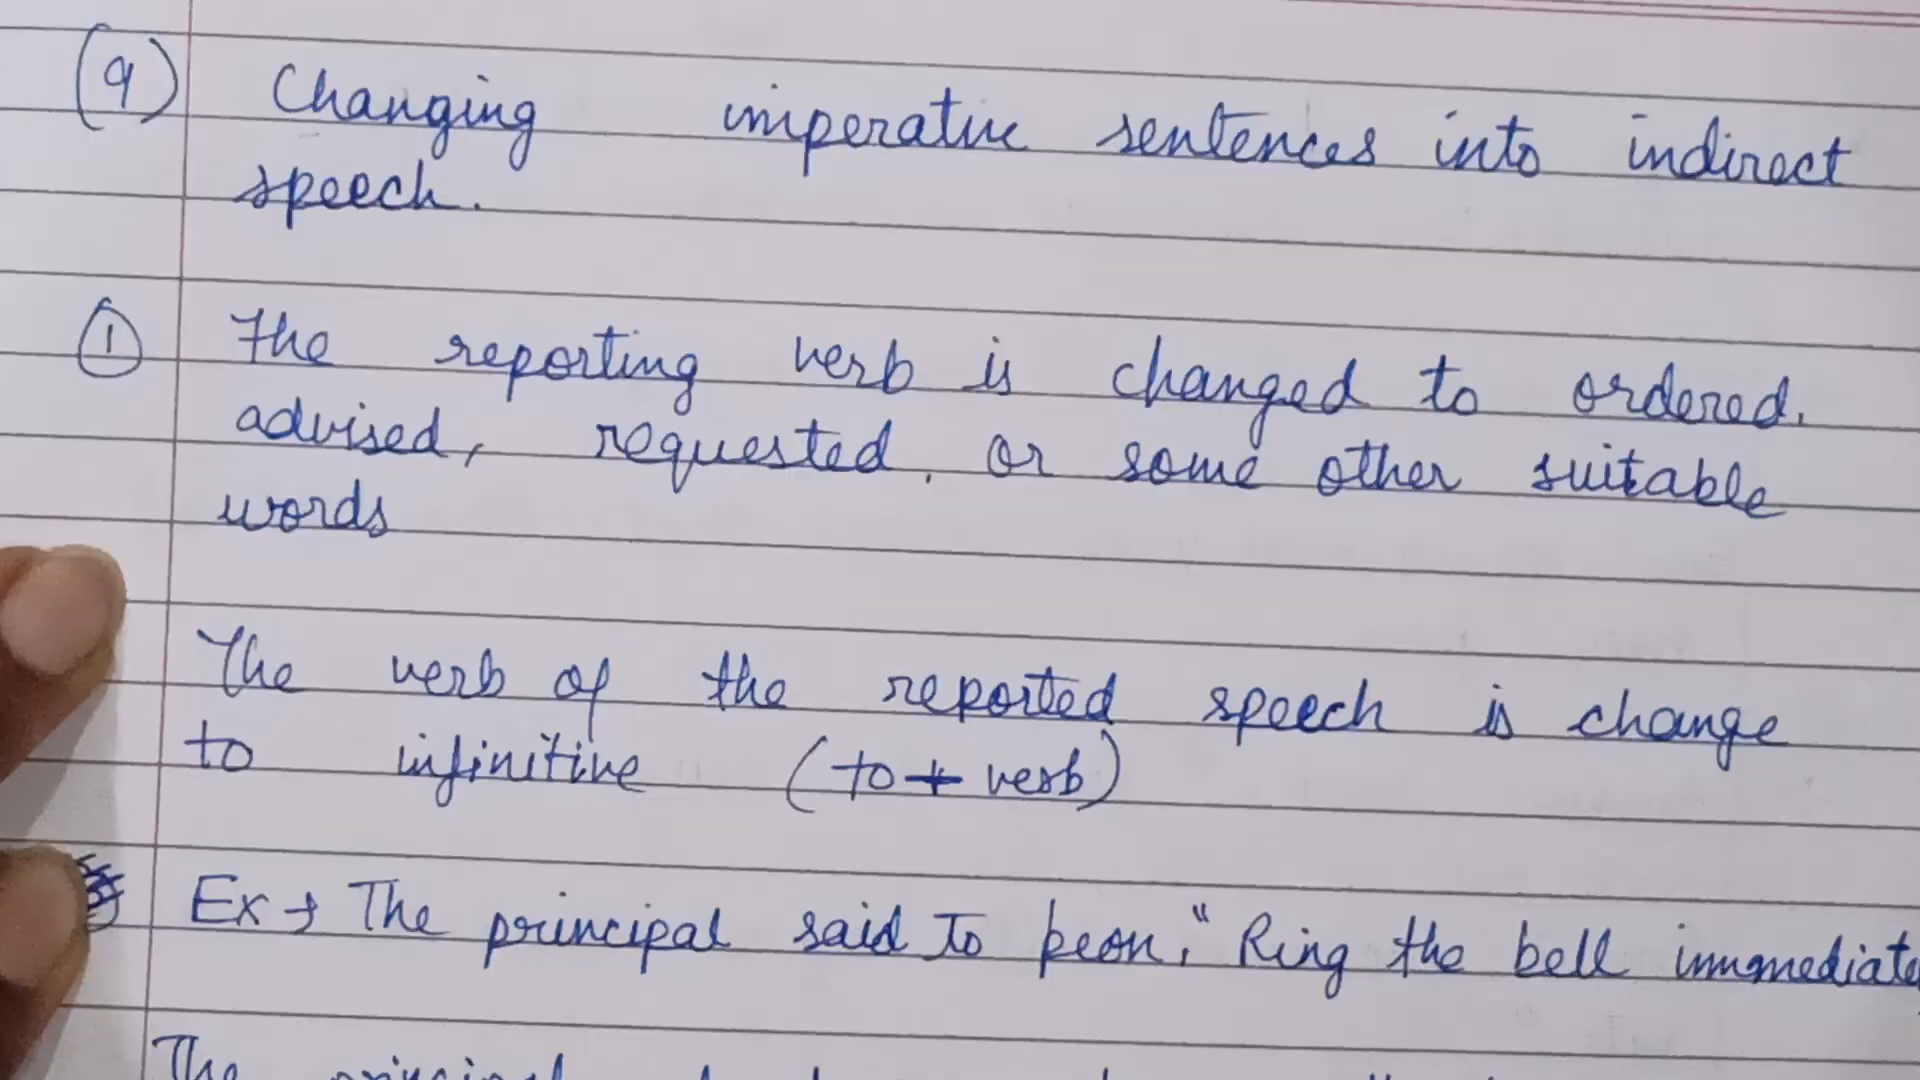 (9) Changing imperative sentences into indirect
speech.
① The reporting verb is changed to ordered,
advised, requested, or some other suitable
words
The verb of the reported speech is change
to infinitive (to + verb)
Ex → The principal said To peon, "Ring the bell immediate
The principal